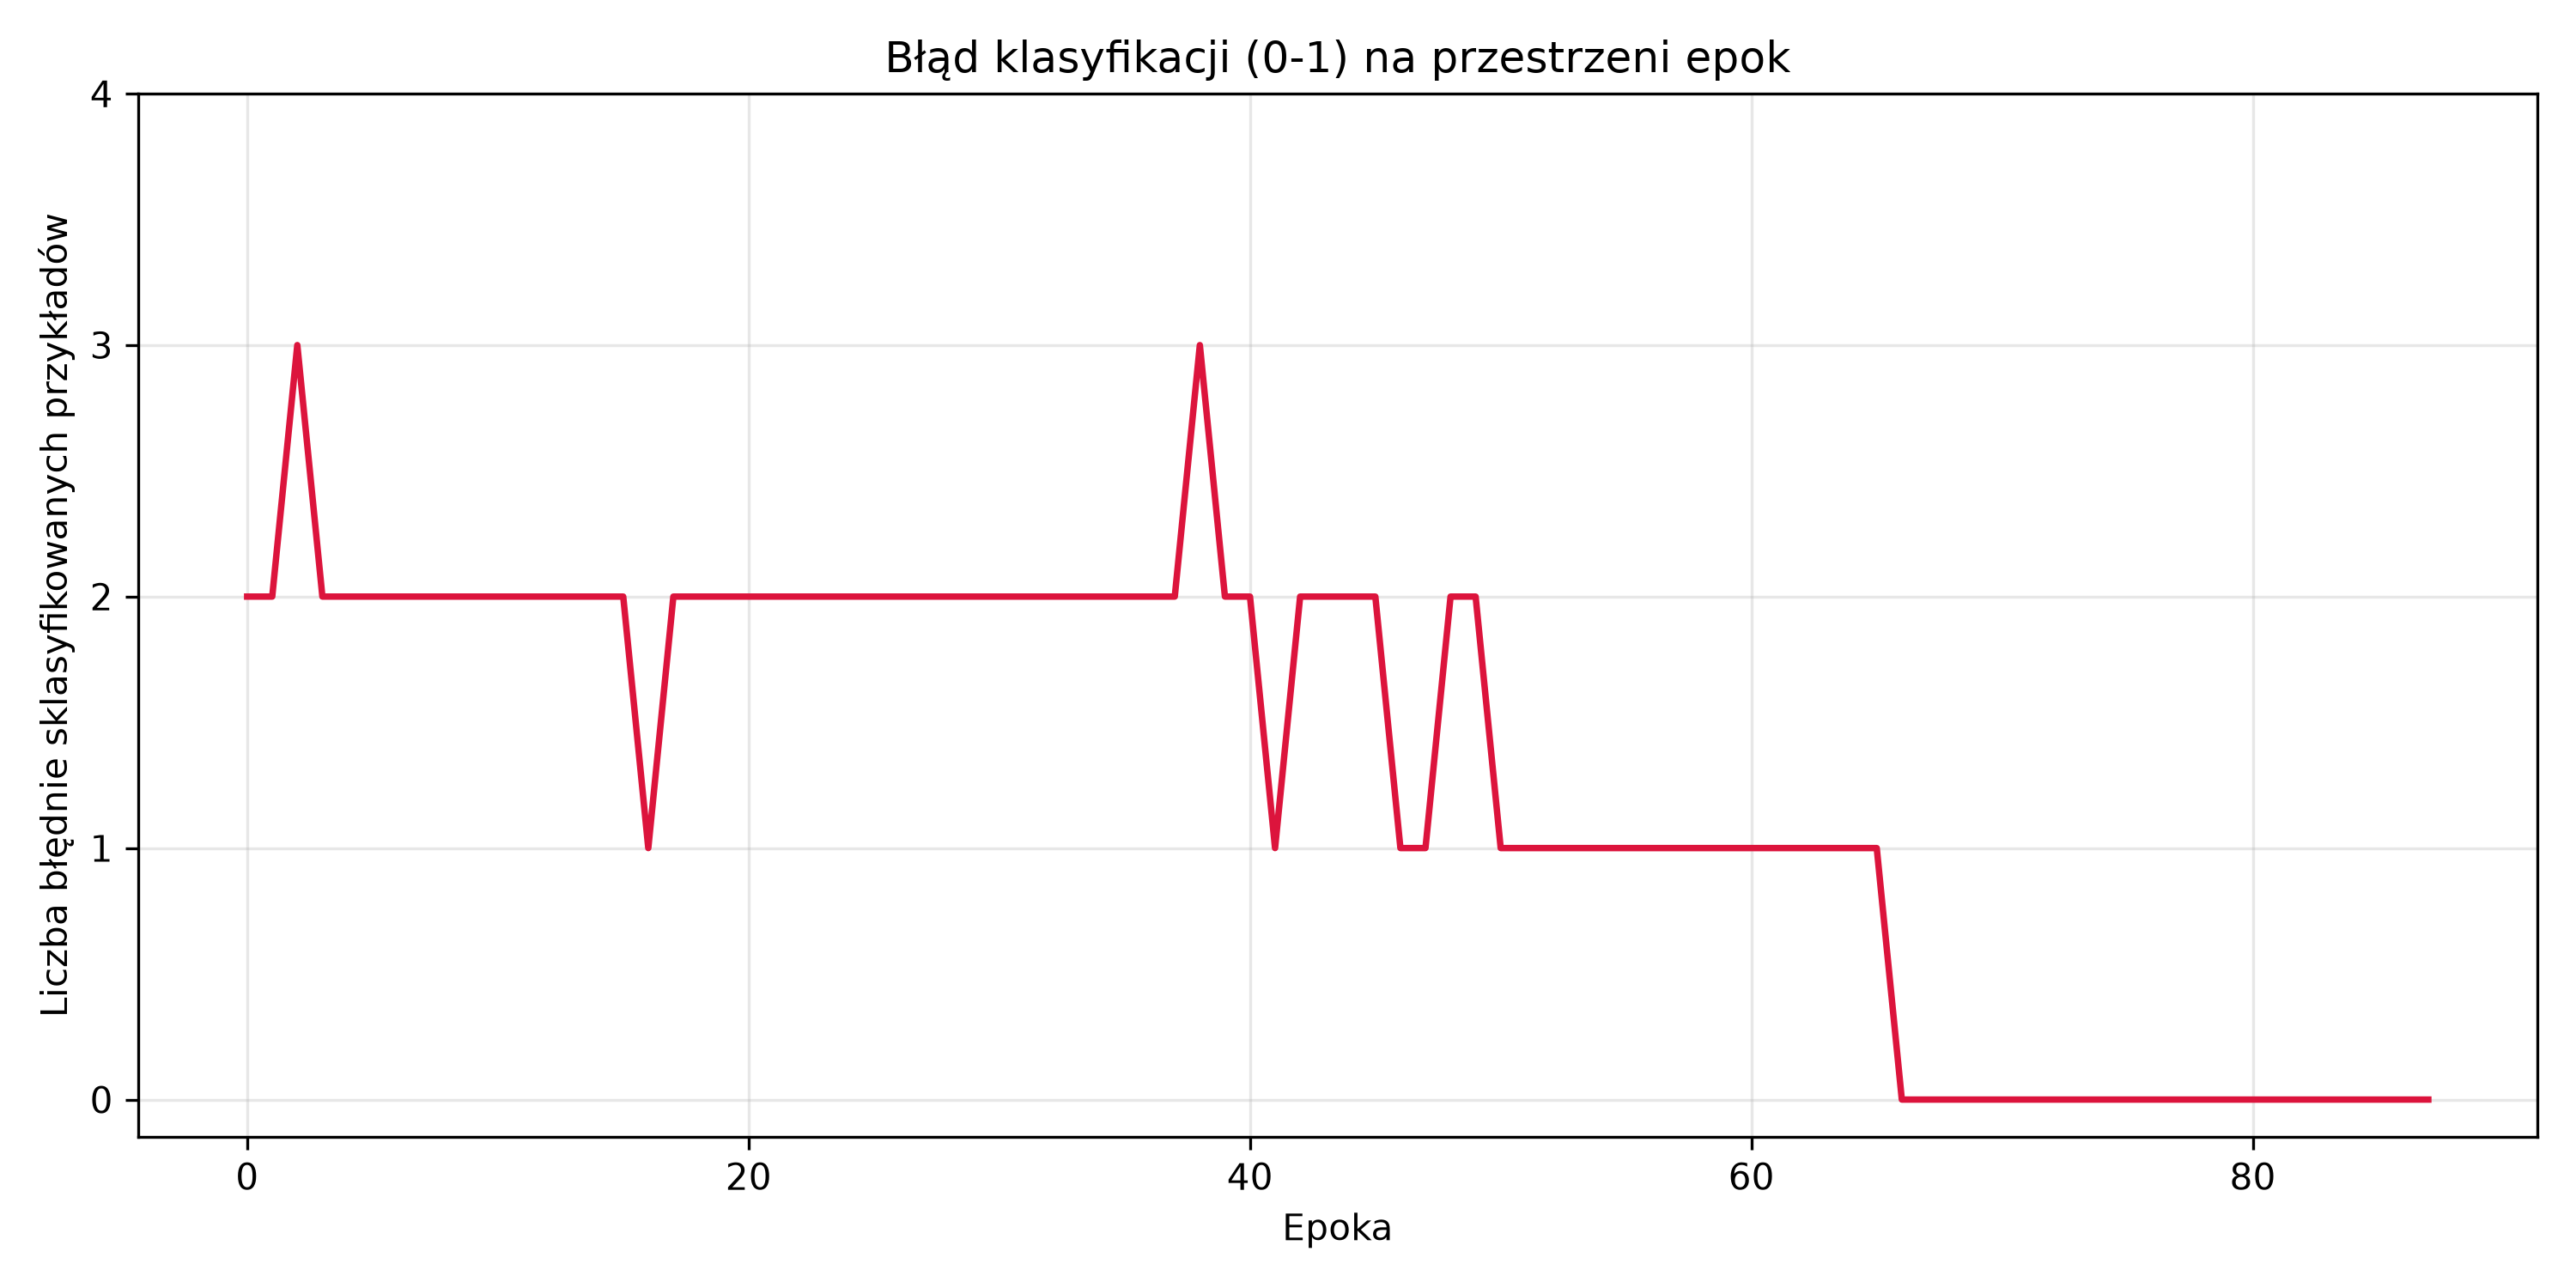 Błąd klasyfikacji (0-1) na przestrzeni epok
Liczba błędnie sklasyfikowanych przykładów
4
3
2
1
0
0 20 40 60 80
Epoka